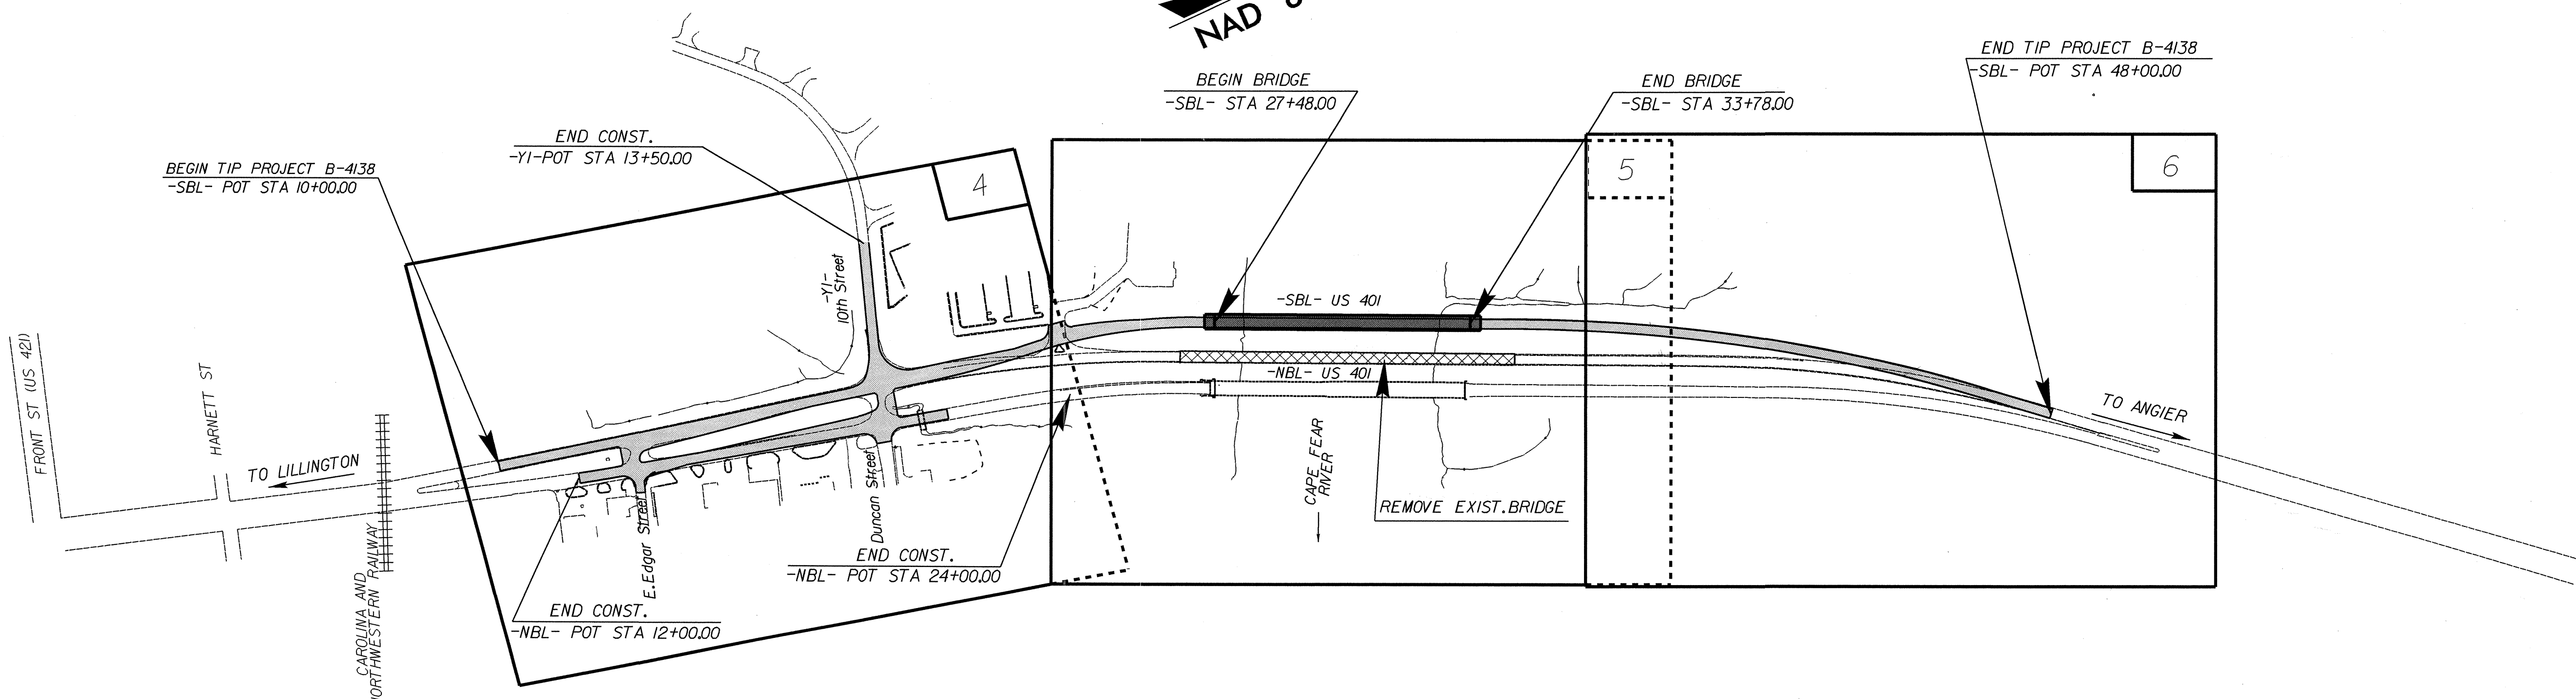 NAD
END TIP PROJECT B-4138
-SBL- POT STA 48+00.00
BEGIN BRIDGE
-SBL- STA 27+48.00
END BRIDGE
-SBL- STA 33+78.00
END CONST.
-Y1-POT STA 13+50.00
BEGIN TIP PROJECT B-4138
-SBL- POT STA 10+00.00
4
5
6
-Y1-
10th Street
-SBL- US 401
-NBL- US 401
FRONT ST (US 421)
HARNETT ST
TO LILLINGTON
TO ANGIER
CAPE FEAR
RIVER
REMOVE EXIST.BRIDGE
Duncan Street
E.Edgar Street
END CONST.
-NBL- POT STA 24+00.00
END CONST.
-NBL- POT STA 12+00.00
CAROLINA AND
NORTHWESTERN RAILWAY